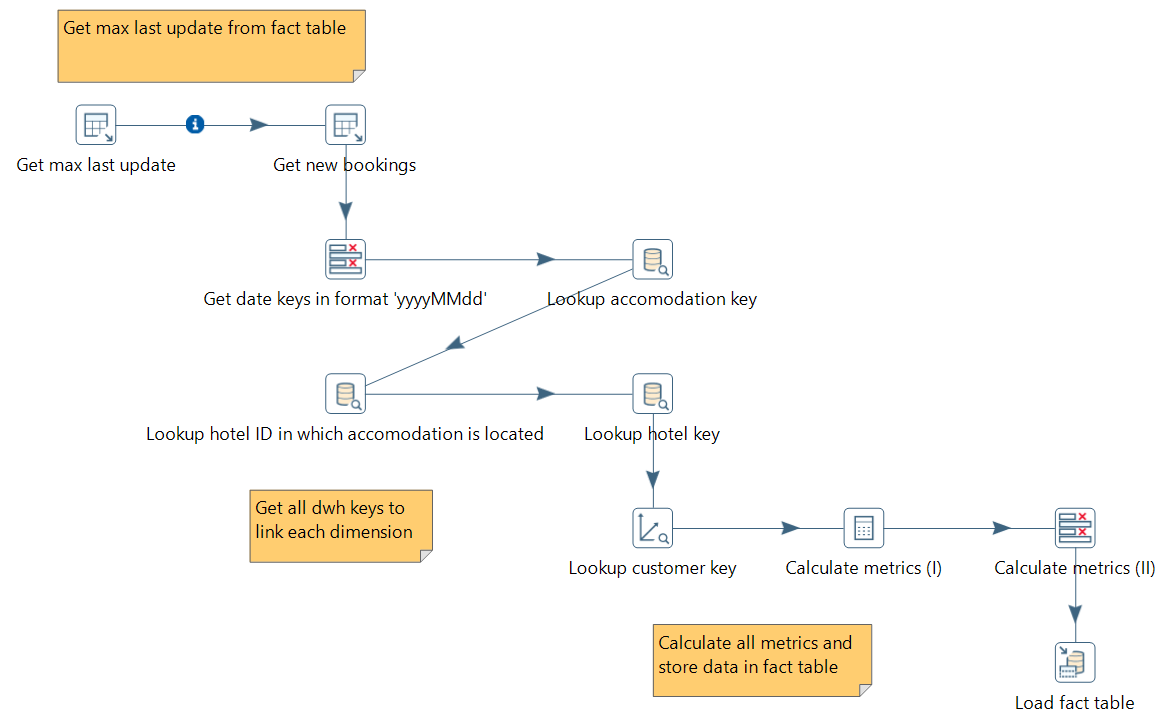 Get max last update from fact table
Get max last update
Get new bookings
Get date keys in format 'yyyyMMdd'
Lookup accomodation key
Lookup hotel ID in which accomodation is located
Lookup hotel key
Get all dwh keys to
link each dimension
Lookup customer key
Calculate metrics (I)
Calculate metrics (II)
Calculate all metrics and
store data in fact table
Load fact table